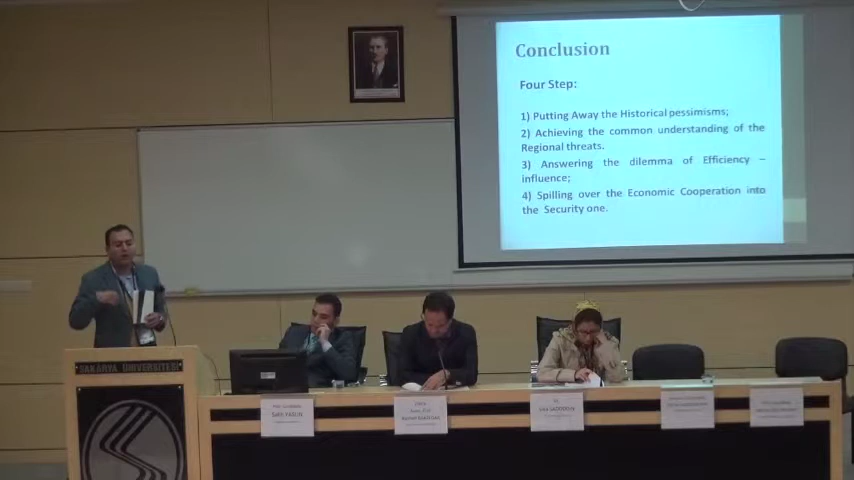 Conclusion
Four Step:
1) Putting Away the Historical pessimisms;
2) Achieving the common understanding of the
Regional threats.
3) Answering the dilemma of Efficiency –
influence;
4) Spilling over the Economic Cooperation into
the Security one.
SAKARYA ÜNİVERSİTESİ